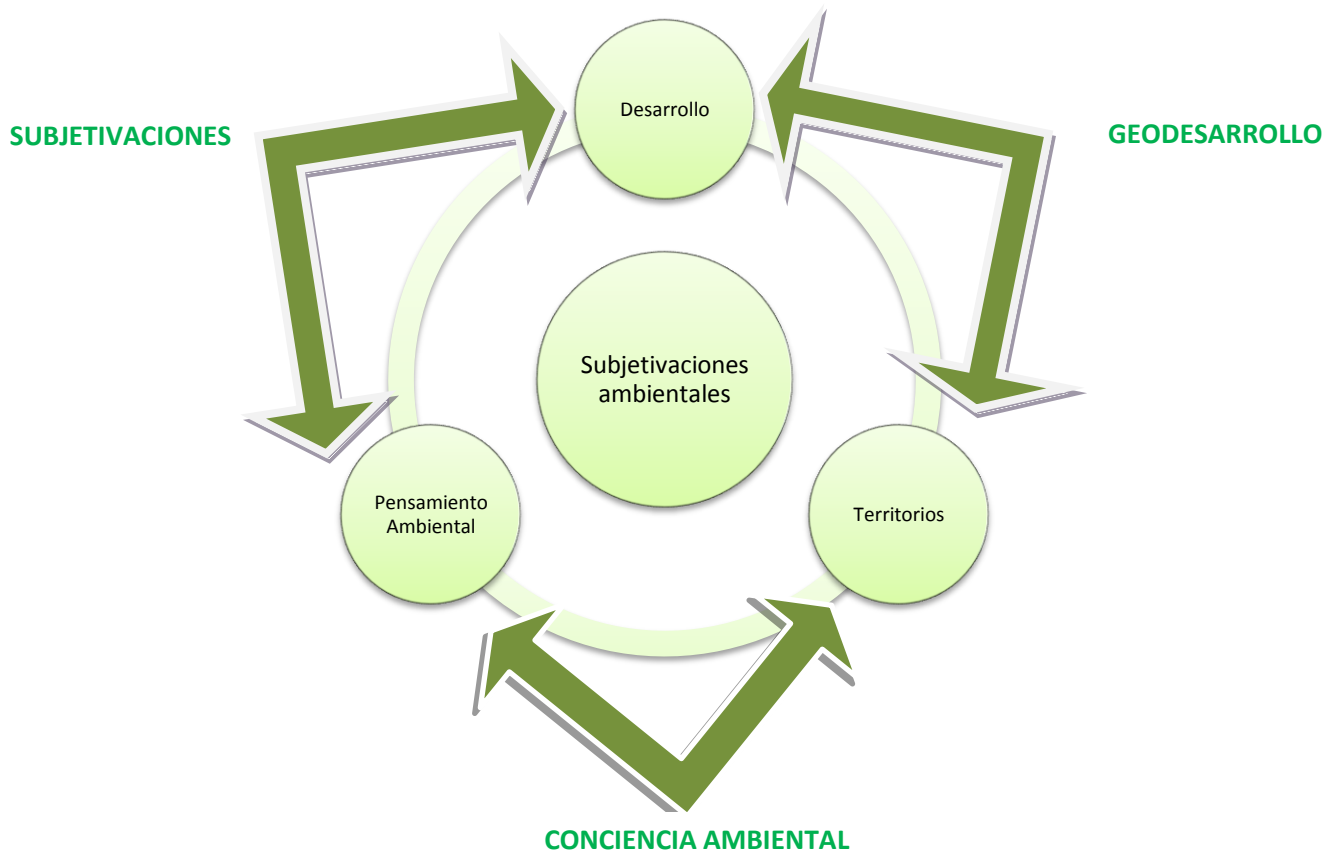 Desarrollo
SUBJETIVACIONES
GEODESARROLLO
Subjetivaciones
ambientales
Pensamiento
Ambiental
Territorios
CONCIENCIA AMBIENTAL